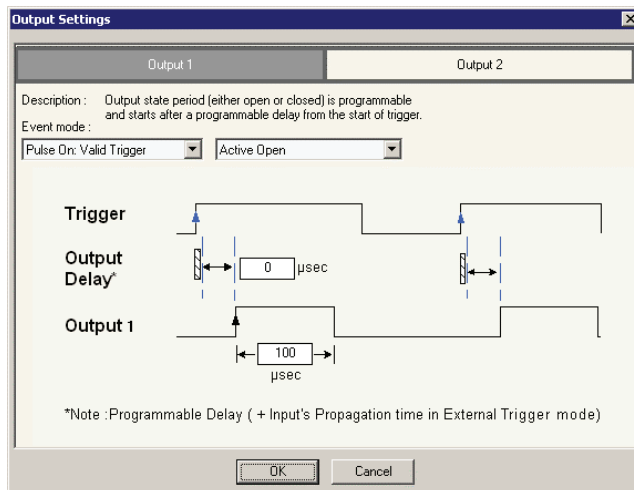 Output Settings
Output 1
Output 2
Description : Output state period (either open or closed) is programmable
and starts after a programmable delay from the start of trigger.
Event mode :
Pulse On: Valid Trigger
Active Open
Trigger
Output
Delay*
0 µsec
Output 1
100
µsec
*Note :Programmable Delay ( + Input's Propagation time in External Trigger mode)
OK
Cancel